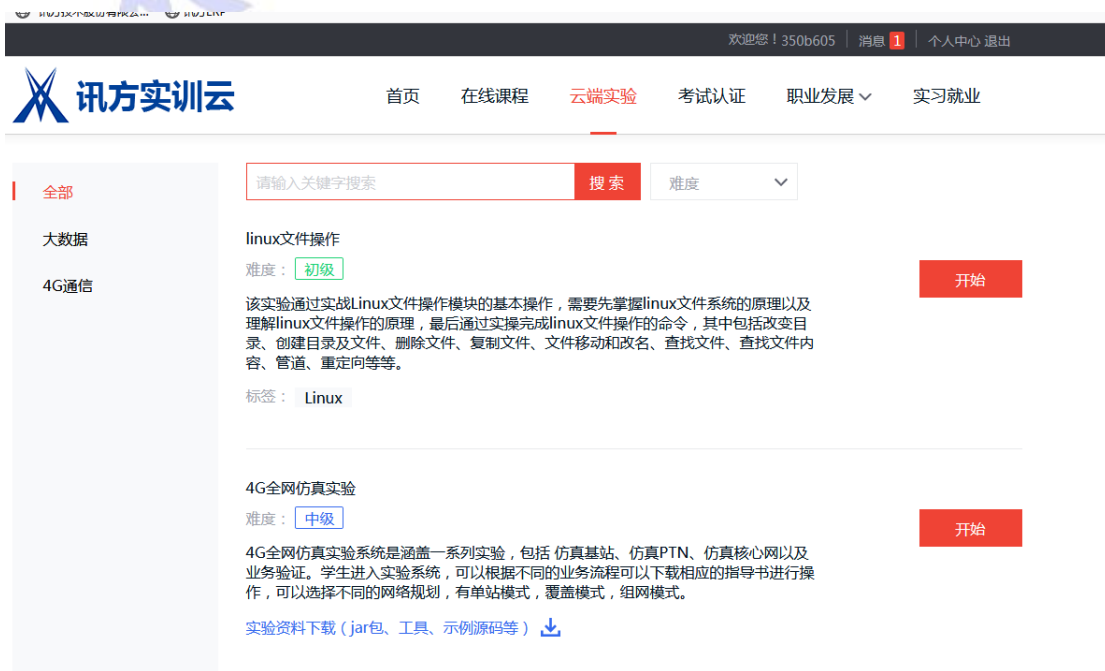 讯方技术股份有限公... 讯方ERP
欢迎您！350b605 消息 1 个人中心 退出
讯方实训云 首页 在线课程 云端实验 考试认证 职业发展 实习就业
全部
大数据
4G通信
请输入关键字搜索 搜 索 难度
linux文件操作
难度： 初级
开始
该实验通过实战Linux文件操作模块的基本操作，需要先掌握linux文件系统的原理以及
理解linux文件操作的原理，最后通过实操完成linux文件操作的命令，其中包括改变目
录、创建目录及文件、删除文件、复制文件、文件移动和改名、查找文件、查找文件内
容、管道、重定向等等。
标签： Linux
4G全网仿真实验
难度： 中级
开始
4G全网仿真实验系统是涵盖一系列实验，包括 仿真基站、仿真PTN、仿真核心网以及
业务验证。学生进入实验系统，可以根据不同的业务流程可以下载相应的指导书进行操
作，可以选择不同的网络规划，有单站模式，覆盖模式，组网模式。
实验资料下载（jar包、工具、示例源码等）